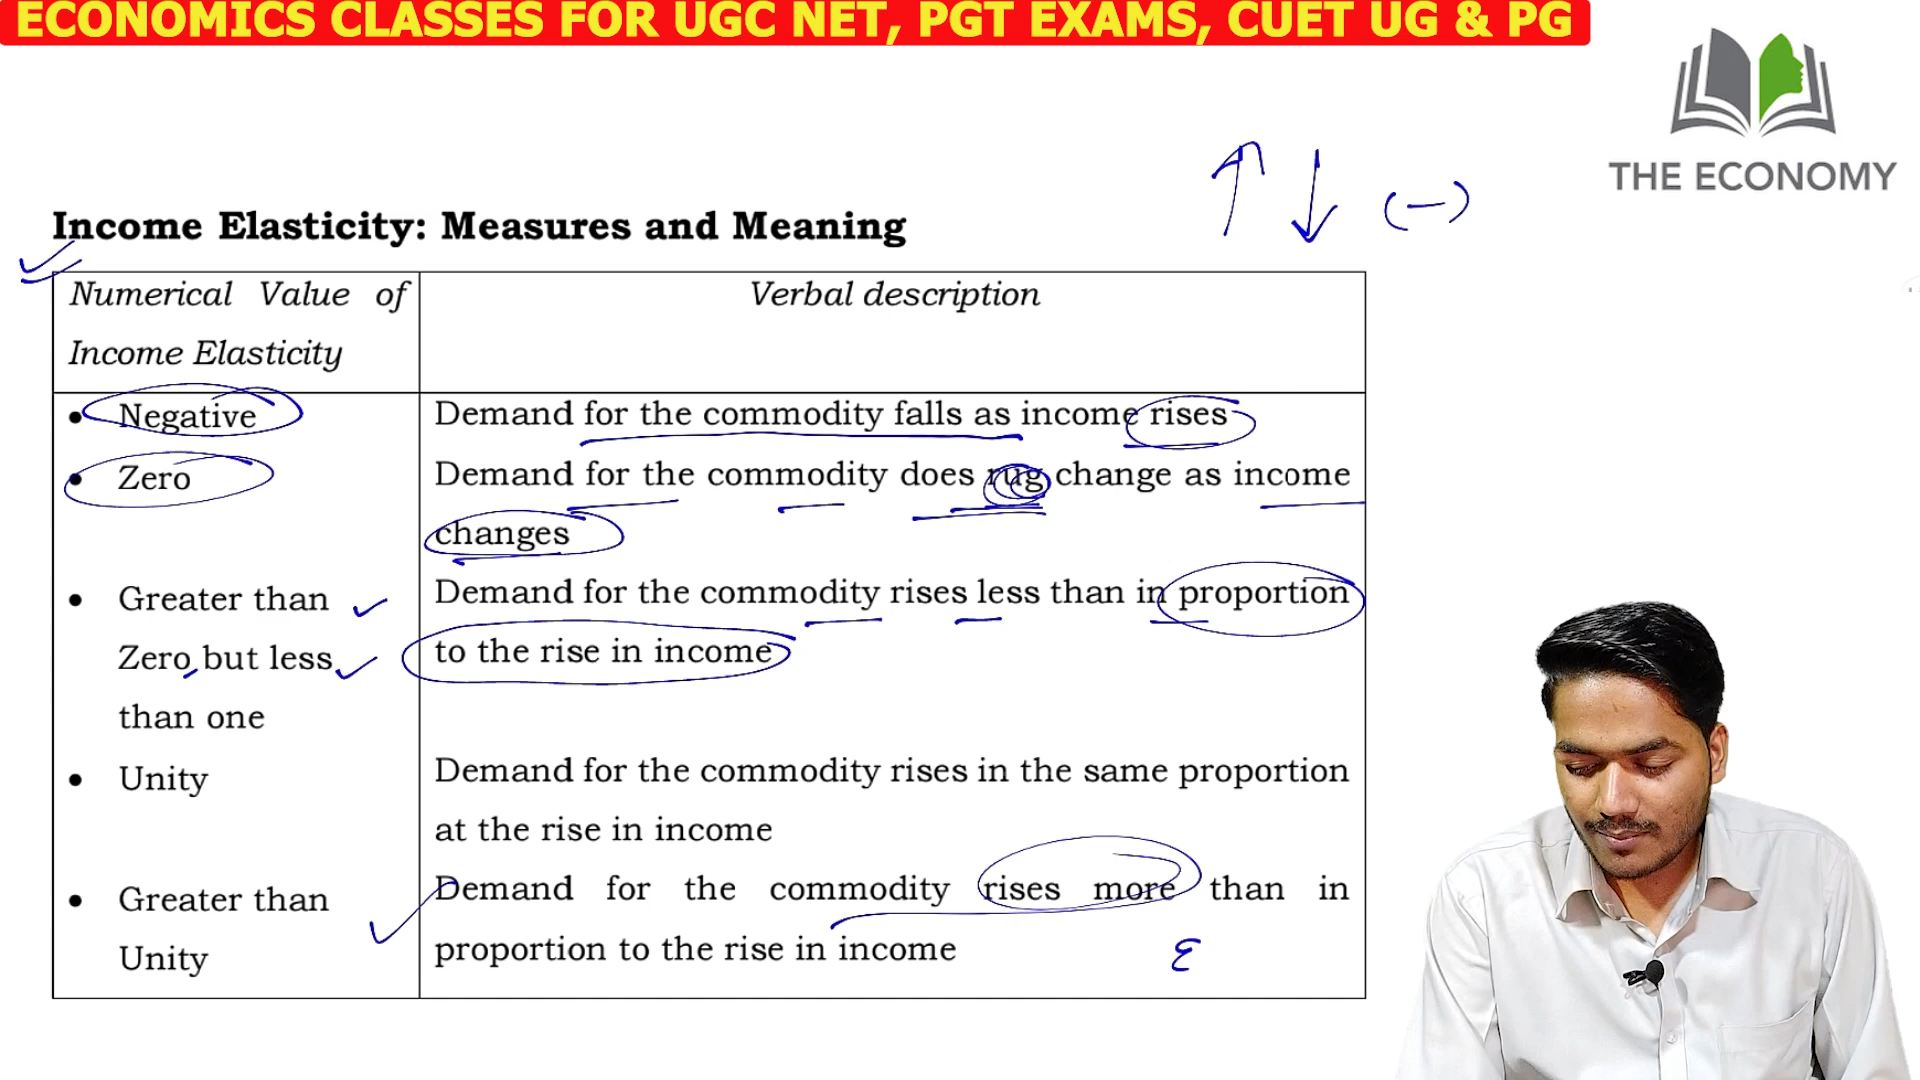 ECONOMICS CLASSES FOR UGC NET, PGT EXAMS, CUET UG & PG
THE ECONOMY
(−)
Income Elasticity: Measures and Meaning
Numerical Value of
Income Elasticity
Verbal description
• Negative
Demand for the commodity falls as income rises
• Zero
Demand for the commodity does change as income
changes
• Greater than
Zero but less
than one
Demand for the commodity rises less than in proportion
to the rise in income
• Unity
Demand for the commodity rises in the same proportion
at the rise in income
• Greater than
Unity
Demand for the commodity rises more than in
proportion to the rise in income
ε